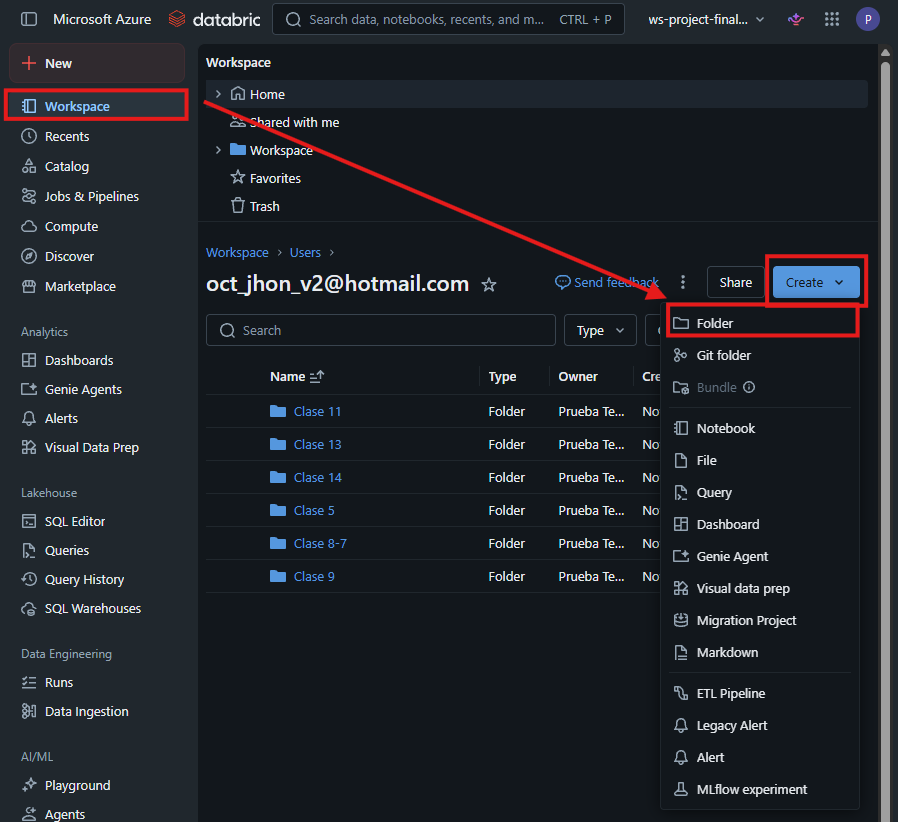 Microsoft Azure
databric
Search data, notebooks, recents, and m... CTRL + P
ws-project-final...
P
New
Workspace
Recents
Catalog
Jobs & Pipelines
Compute
Discover
Marketplace
Analytics
Dashboards
Genie Agents
Alerts
Visual Data Prep
Lakehouse
SQL Editor
Queries
Query History
SQL Warehouses
Data Engineering
Runs
Data Ingestion
AI/ML
Playground
Agents
Workspace
Home
Shared with me
Workspace
Favorites
Trash
Workspace > Users >
oct_jhon_v2@hotmail.com
Send feedback
Share
Create
Search
Type
Name Type Owner Cre
Clase 11 Folder Prueba Te... No
Clase 13 Folder Prueba Te... No
Clase 14 Folder Prueba Te... No
Clase 5 Folder Prueba Te... No
Clase 8-7 Folder Prueba Te... No
Clase 9 Folder Prueba Te... No
Folder
Git folder
Bundle
Notebook
File
Query
Dashboard
Genie Agent
Visual data prep
Migration Project
Markdown
ETL Pipeline
Legacy Alert
Alert
MLflow experiment